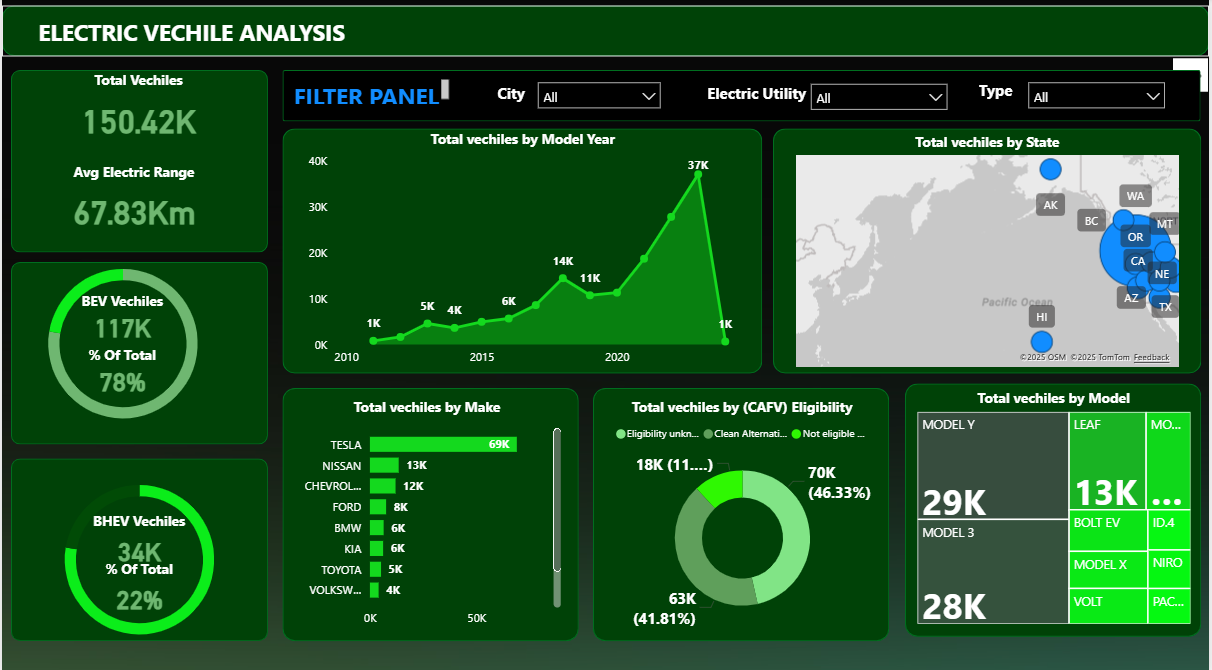 ELECTRIC VECHILE ANALYSIS
Total Vechiles
150.42K
Avg Electric Range
67.83Km
BEV Vechiles
117K
% Of Total
78%
BHEV Vechiles
34K
% Of Total
22%
FILTER PANEL
City
All
Electric Utility
All
Type
All
Total vechiles by Model Year
40K
30K
20K
10K
0K
1K
5K
4K
6K
14K
11K
37K
1K
2010
2015
2020
Total vechiles by State
AK
WA
BC
MT
OR
CA
NE
AZ
TX
HI
Pacific Ocean
©2025 OSM ©2025 TomTom Feedback
Total vechiles by Make
TESLA 69K
NISSAN 13K
CHEVROL... 12K
FORD 8K
BMW 6K
KIA 6K
TOYOTA 5K
VOLKSW... 4K
0K 50K
Total vechiles by (CAFV) Eligibility
Eligibility unkn... Clean Alternati... Not eligible ...
18K (11....)
70K
(46.33%)
63K
(41.81%)
Total vechiles by Model
MODEL Y
29K
MODEL 3
28K
LEAF
13K
MO...
...
BOLT EV
ID.4
MODEL X
NIRO
VOLT
PAC...